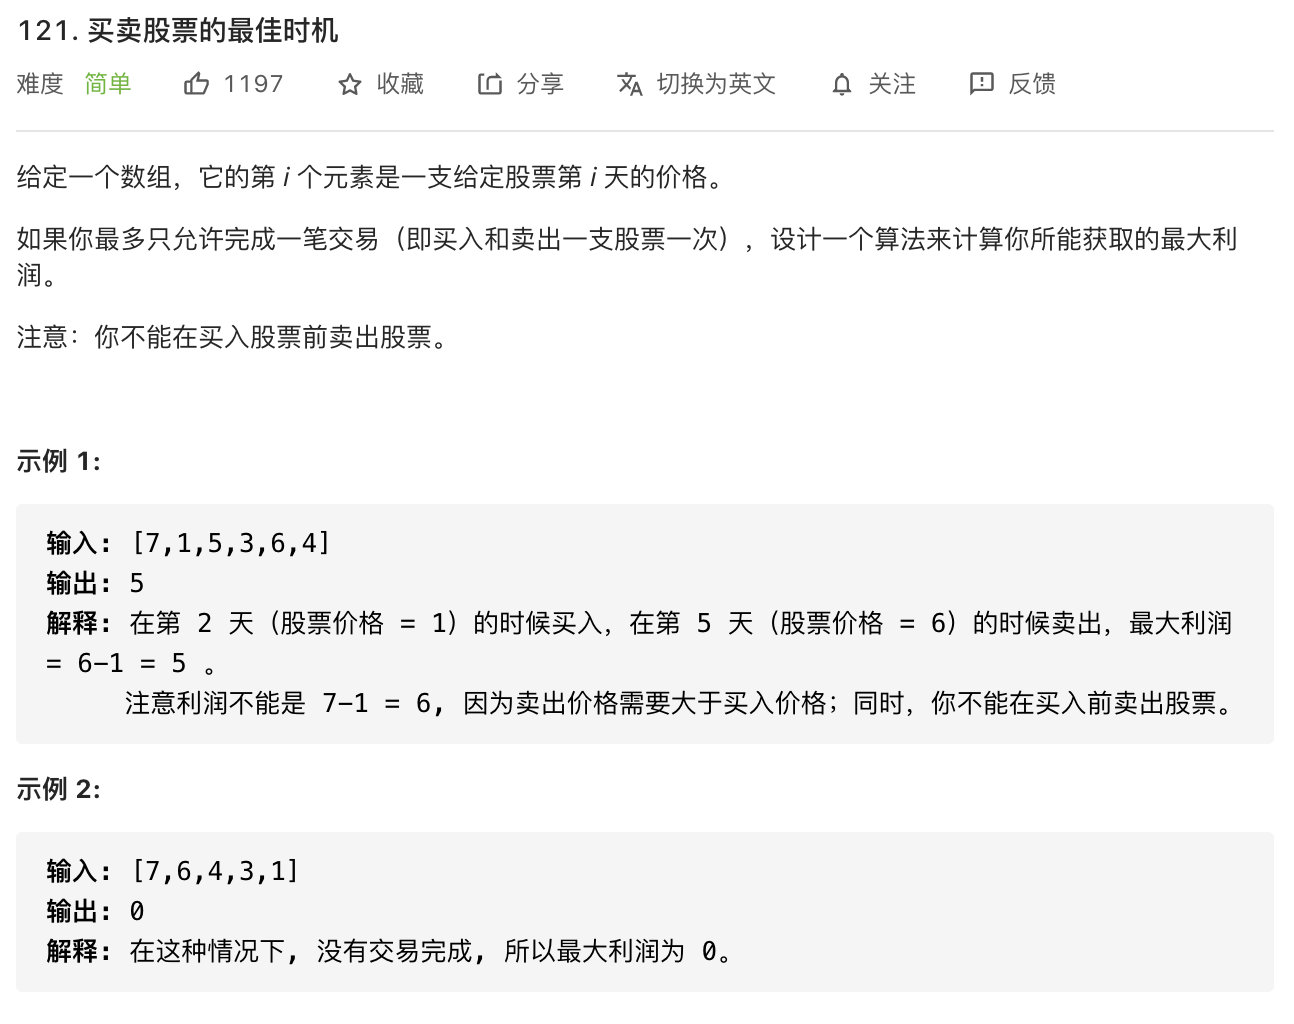 121. 买卖股票的最佳时机
难度 简单 1197 收藏 分享 切换为英文 关注 反馈
给定一个数组，它的第 i 个元素是一支给定股票第 i 天的价格。
如果你最多只允许完成一笔交易（即买入和卖出一支股票一次），设计一个算法来计算你所能获取的最大利
润。
注意：你不能在买入股票前卖出股票。
示例 1:
输入: [7,1,5,3,6,4]
输出: 5
解释: 在第 2 天（股票价格 = 1）的时候买入，在第 5 天（股票价格 = 6）的时候卖出，最大利润
= 6-1 = 5 。
注意利润不能是 7-1 = 6, 因为卖出价格需要大于买入价格；同时，你不能在买入前卖出股票。
示例 2:
输入: [7,6,4,3,1]
输出: 0
解释: 在这种情况下, 没有交易完成, 所以最大利润为 0。